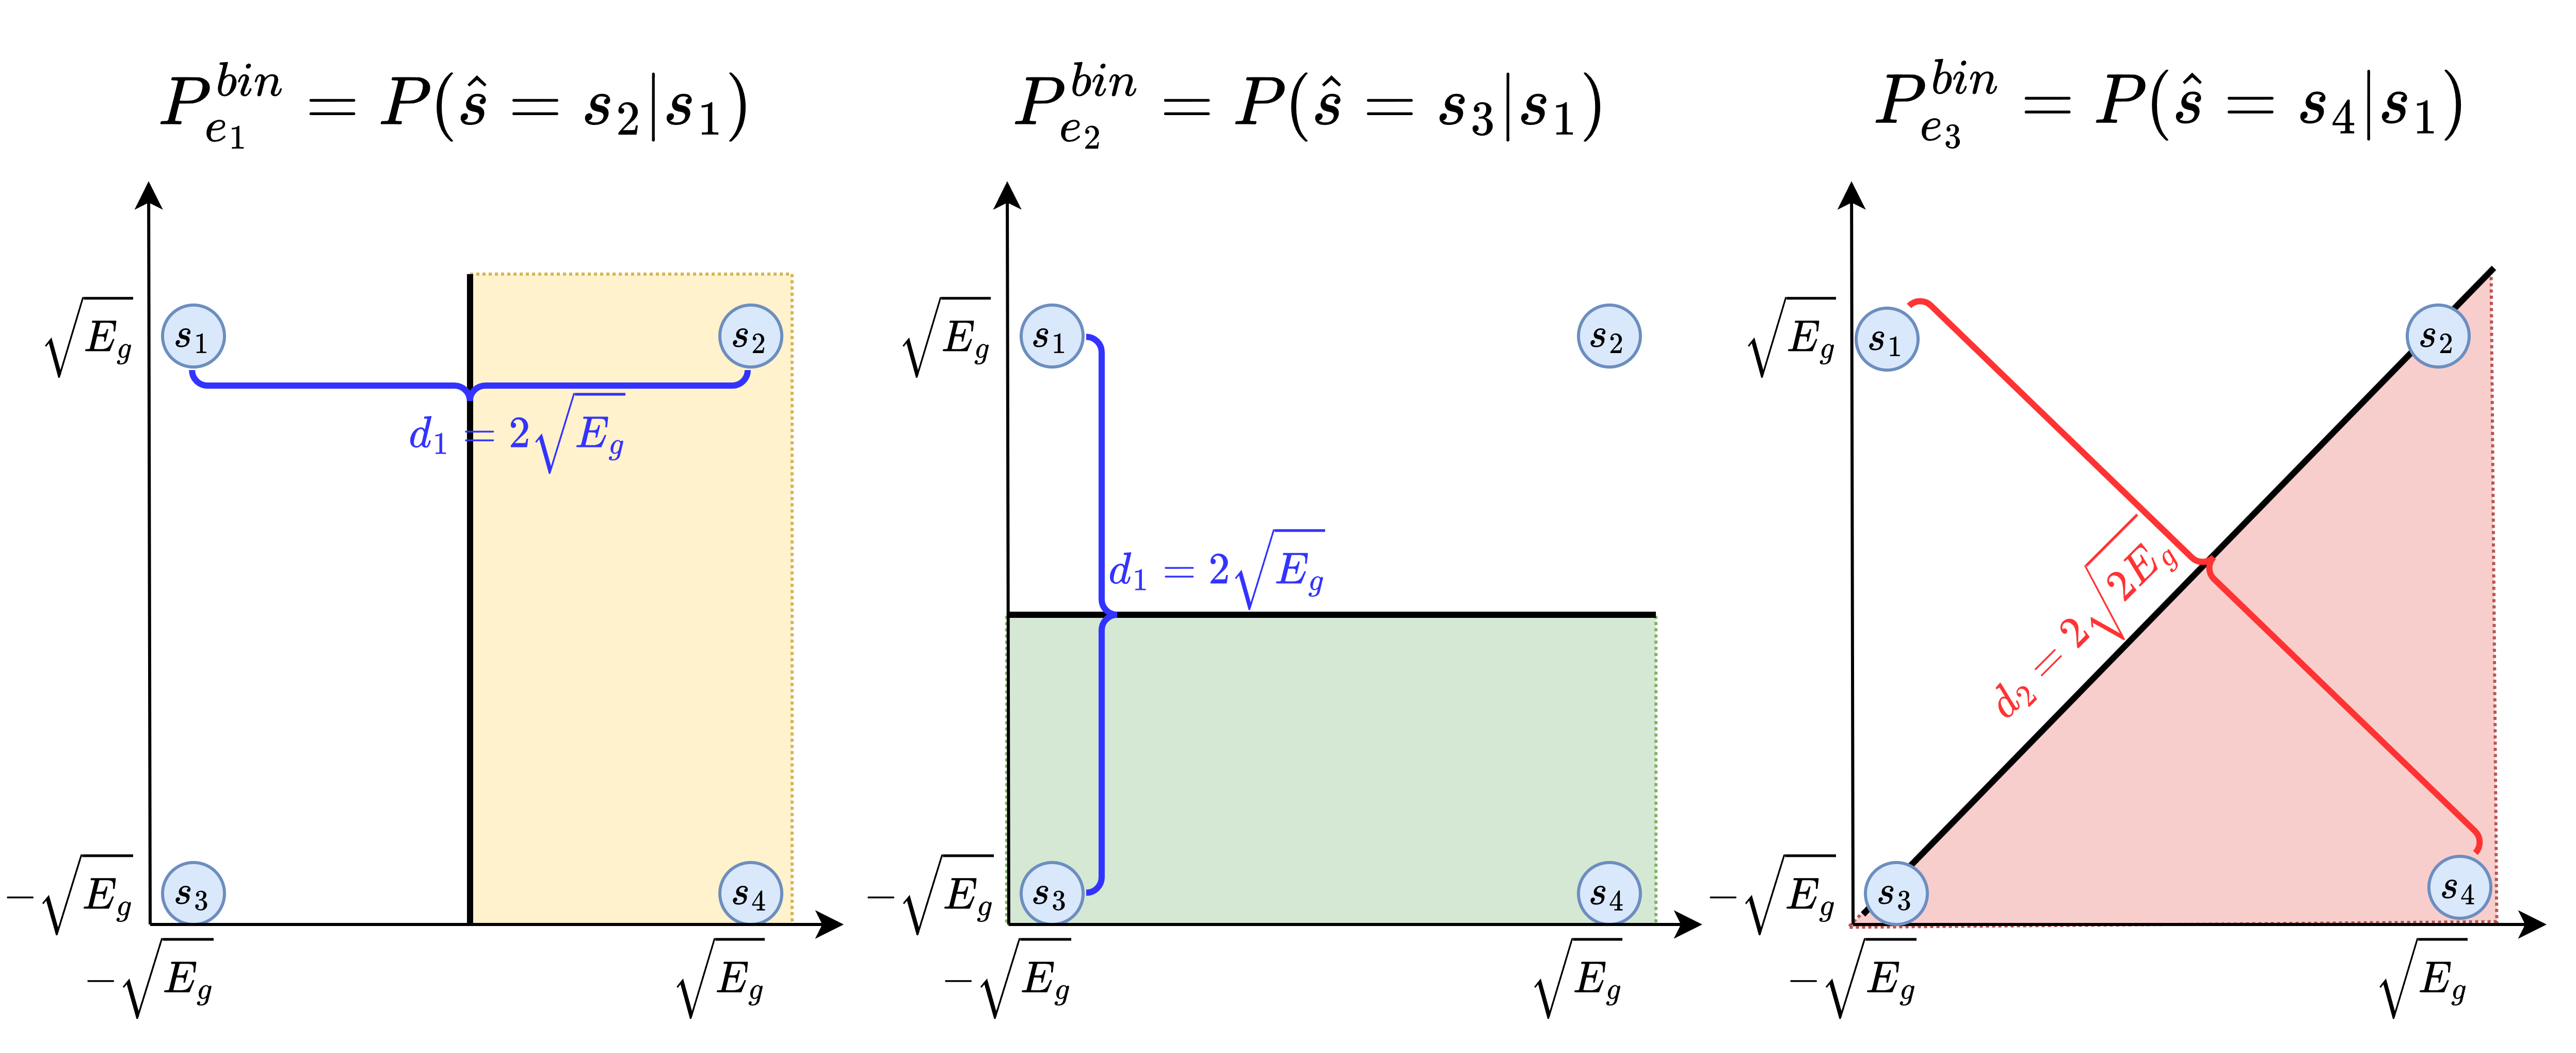 $P_{e_1}^{bin} = P(\hat{s} = s_2|s_1)$
$\sqrt{E_g}$
$s_1$
$s_2$
$d_1 = 2\sqrt{E_g}$
$-\sqrt{E_g}$
$s_3$
$s_4$
$-\sqrt{E_g}$
$\sqrt{E_g}$
$P_{e_2}^{bin} = P(\hat{s} = s_3|s_1)$
$\sqrt{E_g}$
$s_1$
$s_2$
$d_1 = 2\sqrt{E_g}$
$-\sqrt{E_g}$
$s_3$
$s_4$
$-\sqrt{E_g}$
$\sqrt{E_g}$
$P_{e_3}^{bin} = P(\hat{s} = s_4|s_1)$
$\sqrt{E_g}$
$s_1$
$s_2$
$d_2 = 2\sqrt{2E_g}$
$-\sqrt{E_g}$
$s_3$
$s_4$
$-\sqrt{E_g}$
$\sqrt{E_g}$